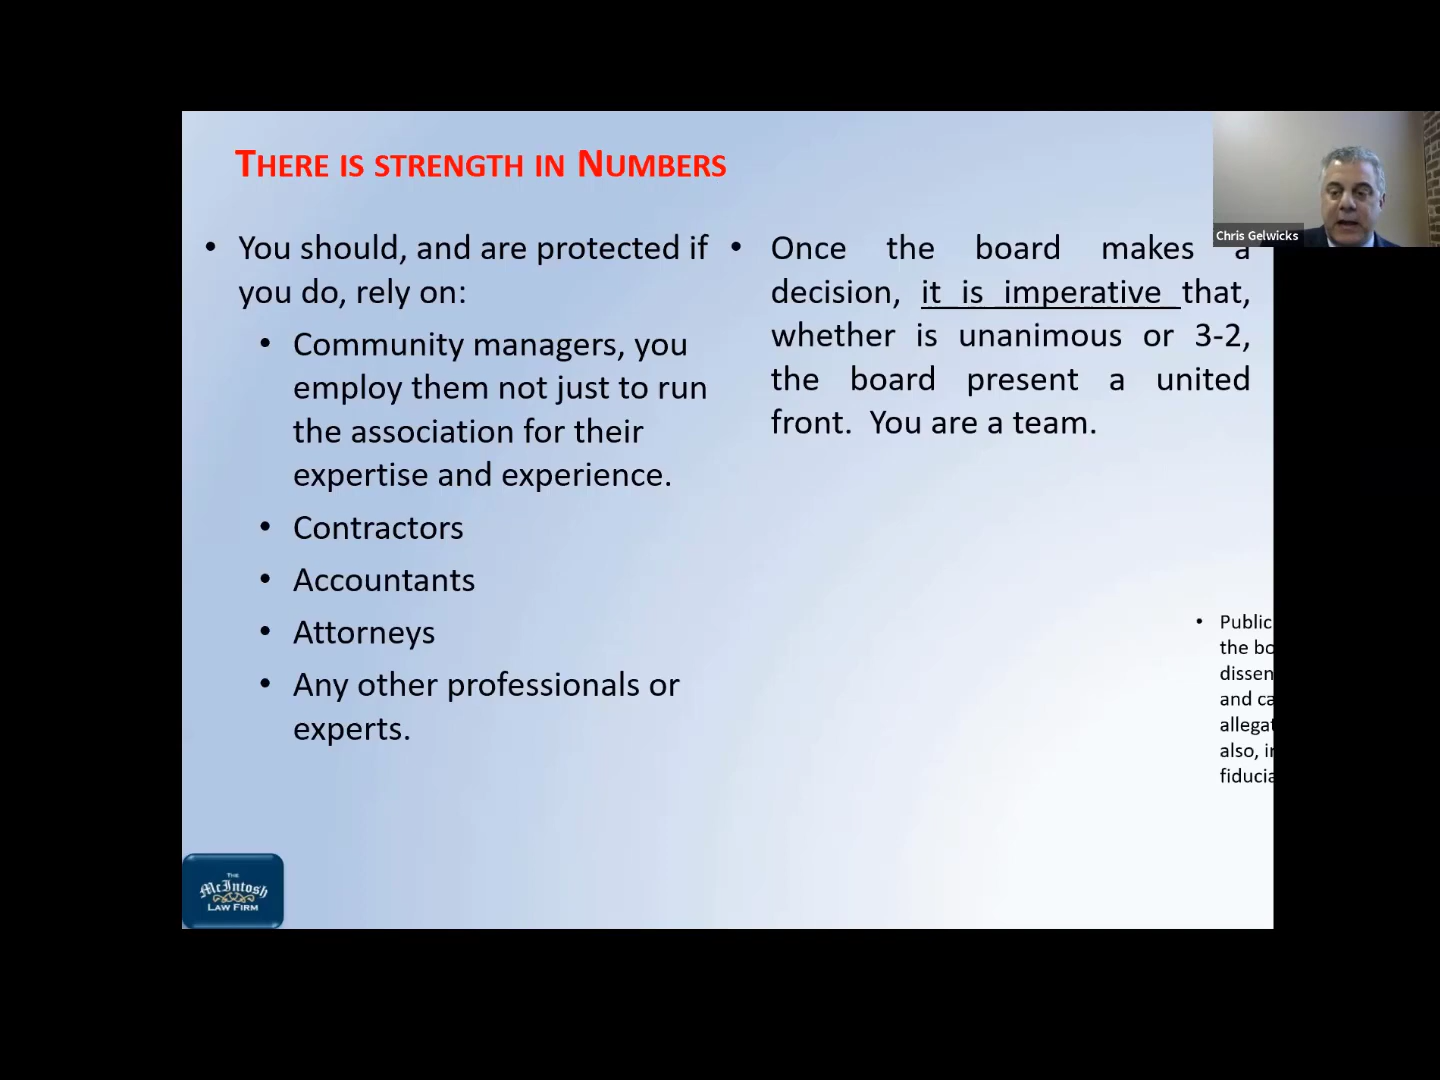 THERE IS STRENGTH IN NUMBERS
• You should, and are protected if
you do, rely on:
• Community managers, you
employ them not just to run
the association for their
expertise and experience.
• Contractors
• Accountants
• Attorneys
• Any other professionals or
experts.
• Once the board makes a
decision, it is imperative that,
whether is unanimous or 3-2,
the board present a united
front. You are a team.
• Public
the bo
dissen
and ca
allegat
also, in
fiducia
Chris Gelwicks
THE
McIntosh
LAW FIRM